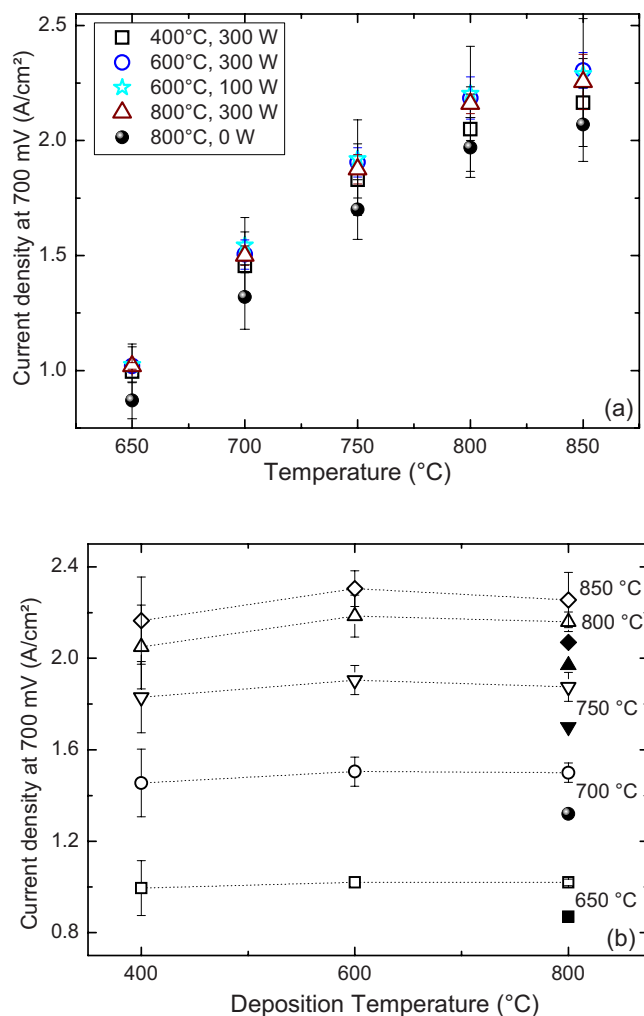 2.5
2.0
1.5
1.0
Current density at 700 mV (A/cm²)
400°C, 300 W
600°C, 300 W
600°C, 100 W
800°C, 300 W
800°C, 0 W
(a)
650 700 750 800 850
Temperature (°C)
2.4
2.0
1.6
1.2
0.8
Current density at 700 mV (A/cm²)
850 °C
800 °C
750 °C
700 °C
650 °C
(b)
400 600 800
Deposition Temperature (°C)